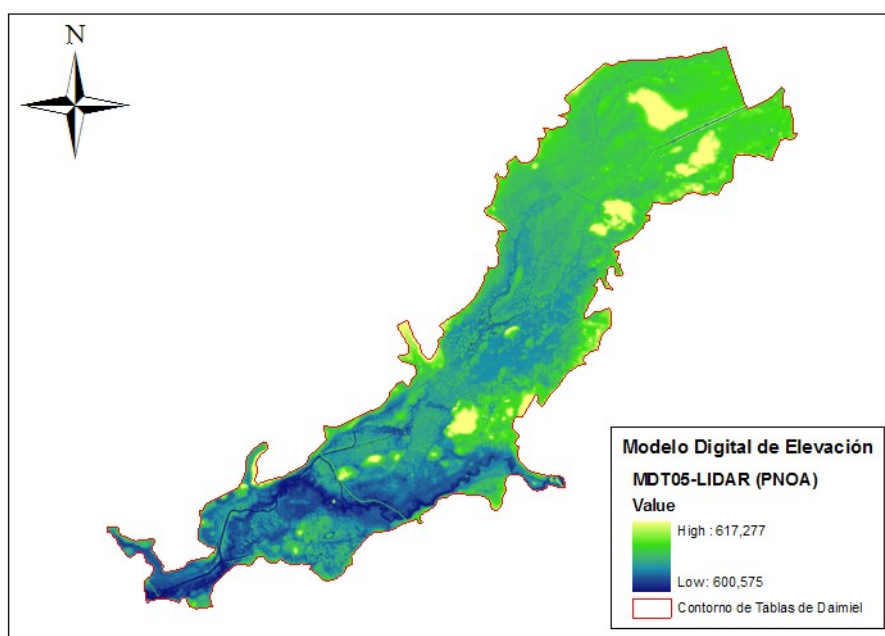 N
Modelo Digital de Elevación
MDT05-LIDAR (PNOA)
Value
High : 617,277
Low: 600,575
Contorno de Tablas de Daimiel